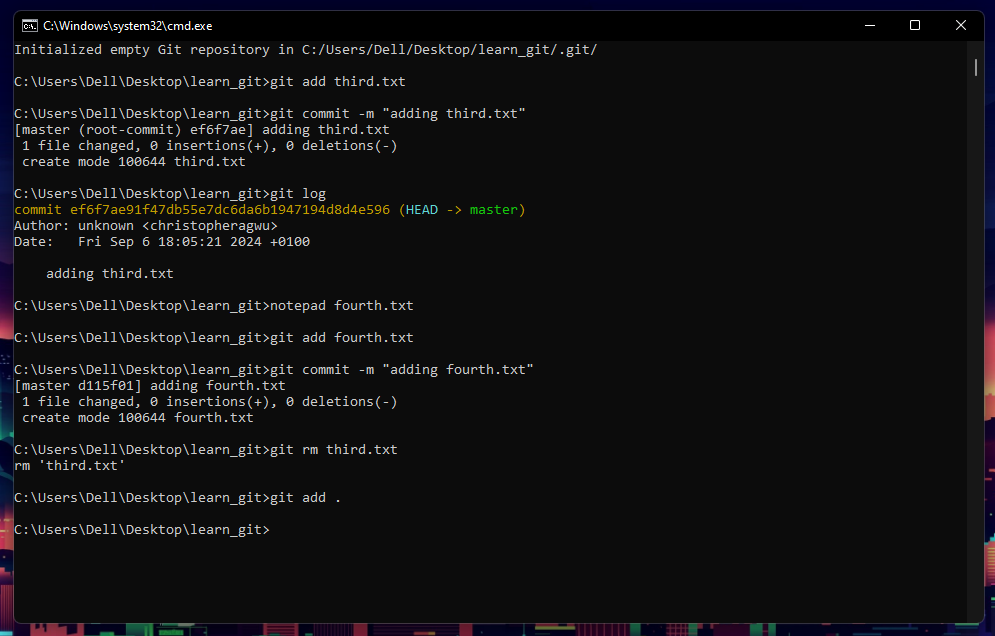 C:\Windows\system32\cmd.exe
Initialized empty Git repository in C:/Users/Dell/Desktop/learn_git/.git/
C:\Users\Dell\Desktop\learn_git>git add third.txt
C:\Users\Dell\Desktop\learn_git>git commit -m "adding third.txt"
[master (root-commit) ef6f7ae] adding third.txt
 1 file changed, 0 insertions(+), 0 deletions(-)
 create mode 100644 third.txt
C:\Users\Dell\Desktop\learn_git>git log
commit ef6f7ae91f47db55e7dc6da6b1947194d8d4e596 (HEAD -> master)
Author: unknown <christopheragwu>
Date:   Fri Sep 6 18:05:21 2024 +0100
    adding third.txt
C:\Users\Dell\Desktop\learn_git>notepad fourth.txt
C:\Users\Dell\Desktop\learn_git>git add fourth.txt
C:\Users\Dell\Desktop\learn_git>git commit -m "adding fourth.txt"
[master d115f01] adding fourth.txt
 1 file changed, 0 insertions(+), 0 deletions(-)
 create mode 100644 fourth.txt
C:\Users\Dell\Desktop\learn_git>git rm third.txt
rm 'third.txt'
C:\Users\Dell\Desktop\learn_git>git add .
C:\Users\Dell\Desktop\learn_git>